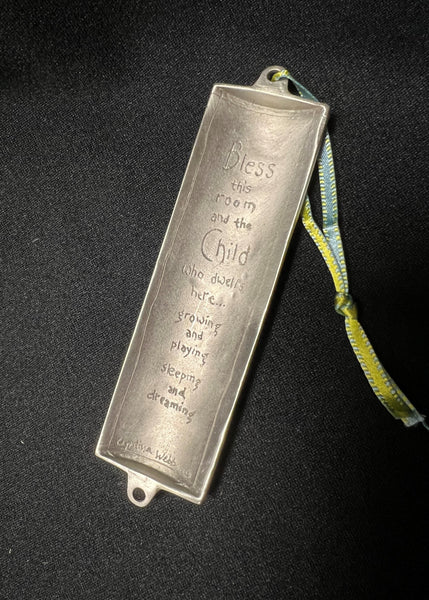 Bless
this
room
and the
Child
who dwells
here...
growing
and
playing
sleeping
and
dreaming
Cynthia Webb